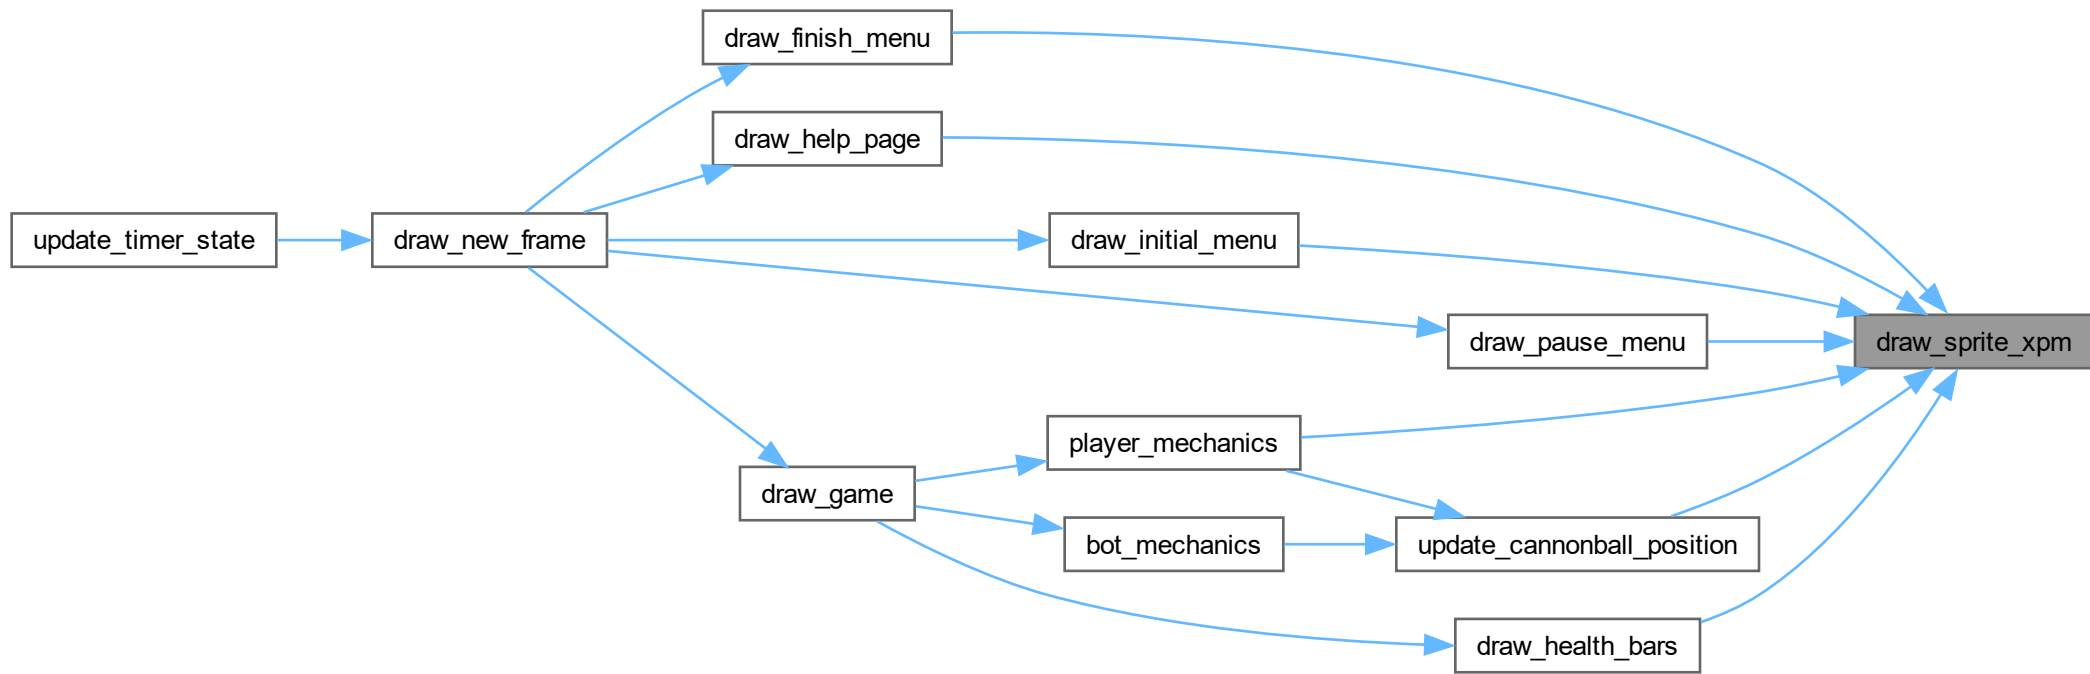 draw_finish_menu
draw_help_page
update_timer_state
draw_new_frame
draw_initial_menu
draw_pause_menu
draw_sprite_xpm
player_mechanics
draw_game
bot_mechanics
update_cannonball_position
draw_health_bars